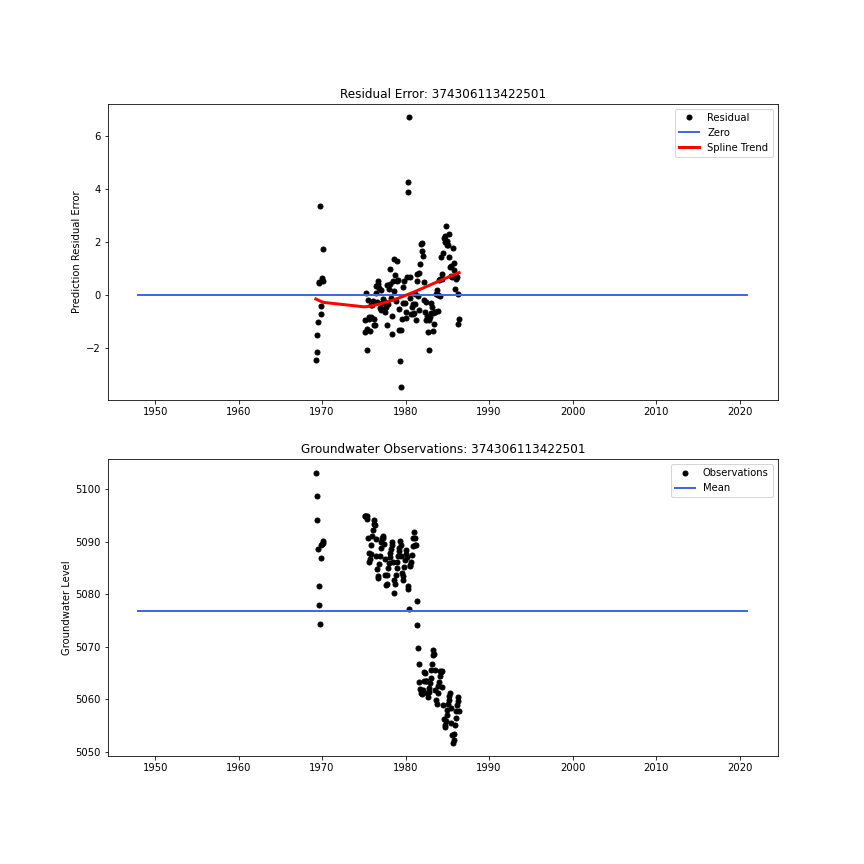 Residual Error: 374306113422501
Prediction Residual Error
6
4
2
0
−2
Residual
Zero
Spline Trend
1950 1960 1970 1980 1990 2000 2010 2020
Groundwater Observations: 374306113422501
Groundwater Level
5100
5090
5080
5070
5060
5050
Observations
Mean
1950 1960 1970 1980 1990 2000 2010 2020